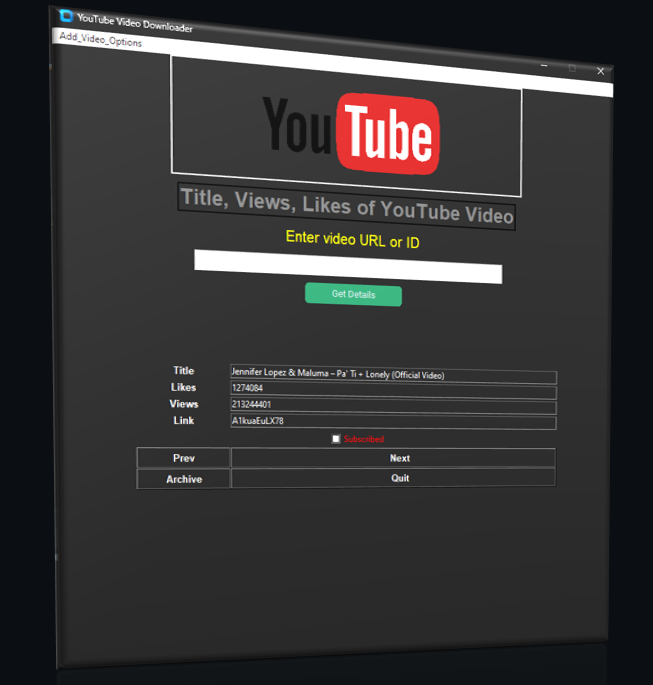 YouTube Video Downloader
Add_Video_Options
YouTube
Title, Views, Likes of YouTube Video
Enter video URL or ID
Get Details
Title Jennifer Lopez & Maluma – Pa' Ti + Lonely (Official Video)
Likes 1274084
Views 213244401
Link A1kuaEuLX78
Subscribed
Prev Next
Archive Quit